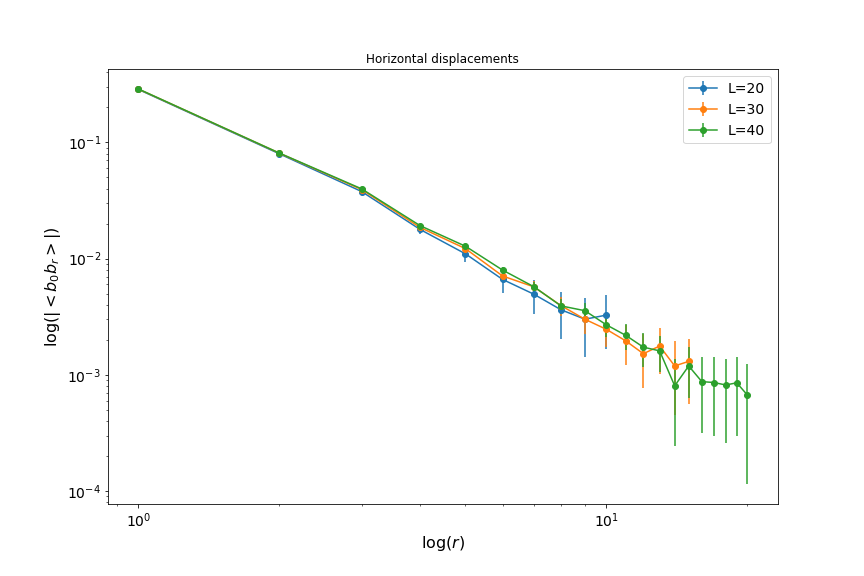 Horizontal displacements
L=20
L=30
L=40
log(| < b₀bᵣ > |)
10⁻¹
10⁻²
10⁻³
10⁻⁴
10⁰
10¹
log(r)